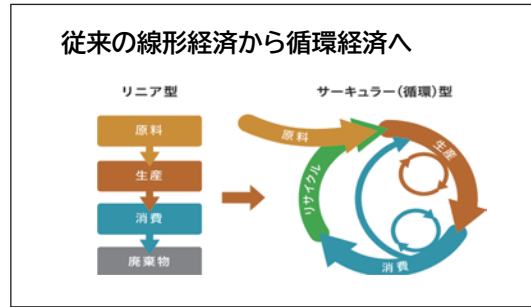 従来の線形経済から循環経済へ
リニア型
原料
生産
消費
廃棄物
サーキュラー(循環)型
原料
生産
消費
リサイクル